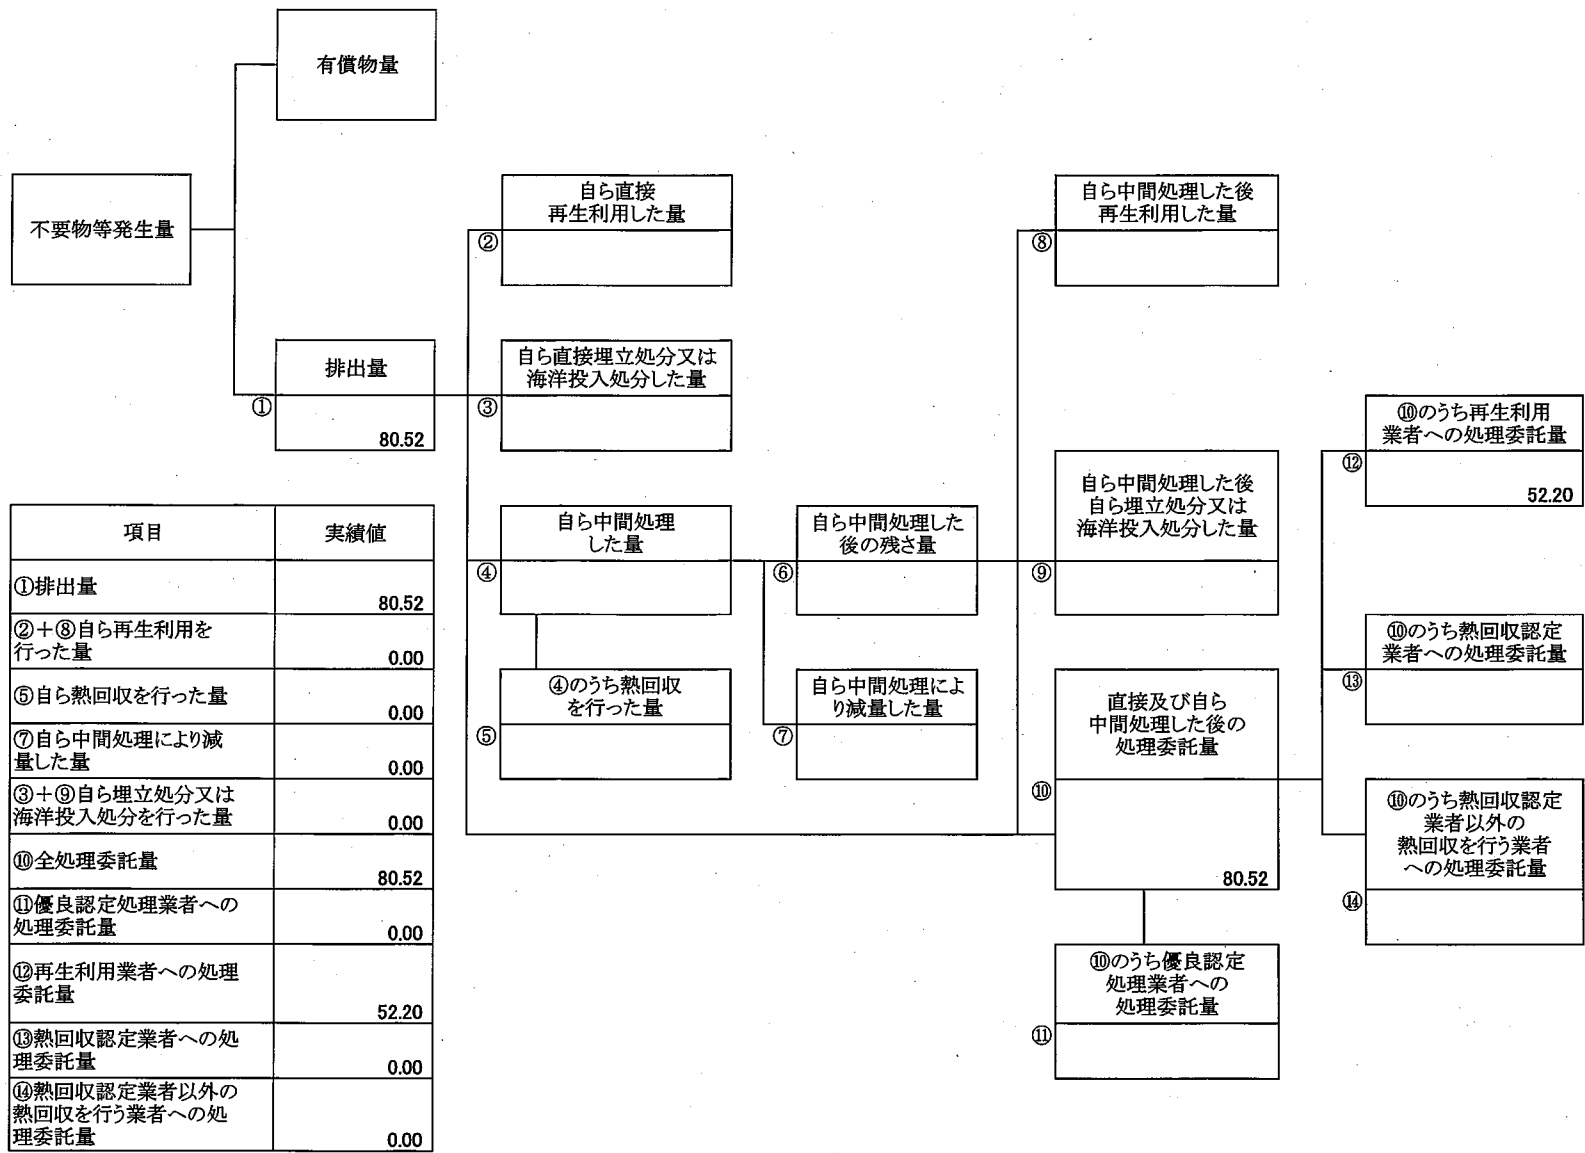 有償物量
不要物等発生量
排出量
①
80.52
自ら直接
再生利用した量
②
自ら直接埋立処分又は
海洋投入処分した量
③
自ら中間処理
した量
④
④のうち熱回収
を行った量
⑤
自ら中間処理した
後の残さ量
⑥
自ら中間処理によ
り減量した量
⑦
自ら中間処理した後
再生利用した量
⑧
自ら中間処理した後
自ら埋立処分又は
海洋投入処分した量
⑨
直接及び自ら
中間処理した後の
処理委託量
⑩
80.52
⑩のうち優良認定
処理業者への
処理委託量
⑪
⑩のうち再生利用
業者への処理委託量
⑫
52.20
⑩のうち熱回収認定
業者への処理委託量
⑬
⑩のうち熱回収認定
業者以外の
熱回収を行う業者
への処理委託量
⑭
項目 実績値
①排出量
80.52
②＋⑧自ら再生利用を
行った量
0.00
⑤自ら熱回収を行った量
0.00
⑦自ら中間処理により減
量した量
0.00
③＋⑨自ら埋立処分又は
海洋投入処分を行った量
0.00
⑩全処理委託量
80.52
⑪優良認定処理業者への
処理委託量
0.00
⑫再生利用業者への処理
委託量
52.20
⑬熱回収認定業者への処
理委託量
0.00
⑭熱回収認定業者以外の
熱回収を行う業者への処
理委託量
0.00